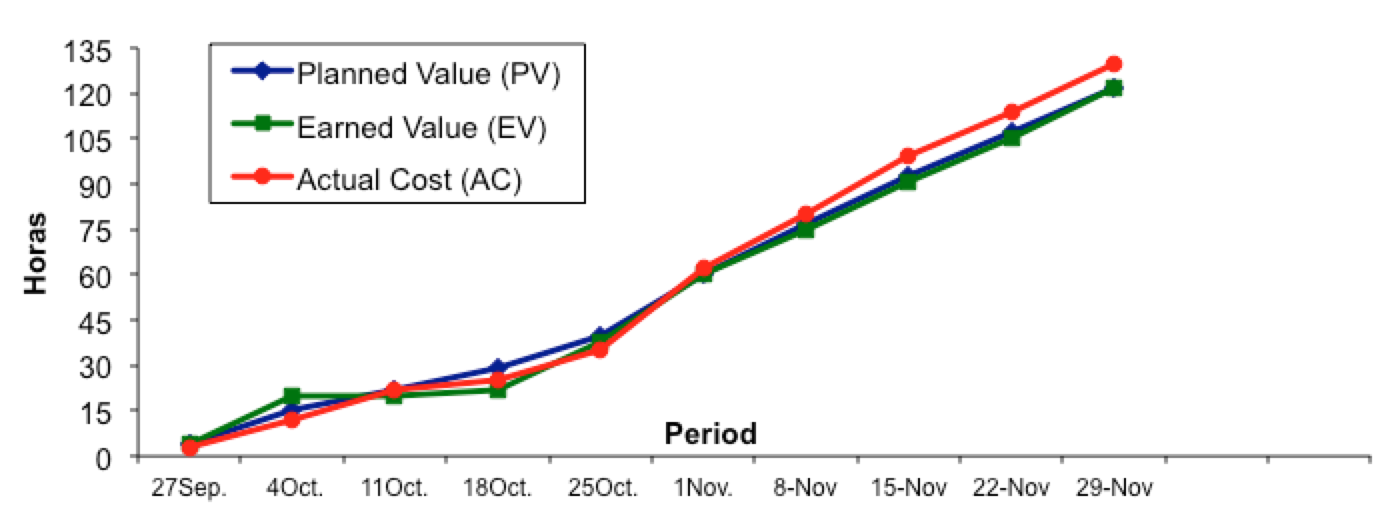 Planned Value (PV)
Earned Value (EV)
Actual Cost (AC)
135
120
105
90
75
60
45
30
15
0
Horas
Period
27Sep. 4Oct. 11Oct. 18Oct. 25Oct. 1Nov. 8-Nov 15-Nov 22-Nov 29-Nov